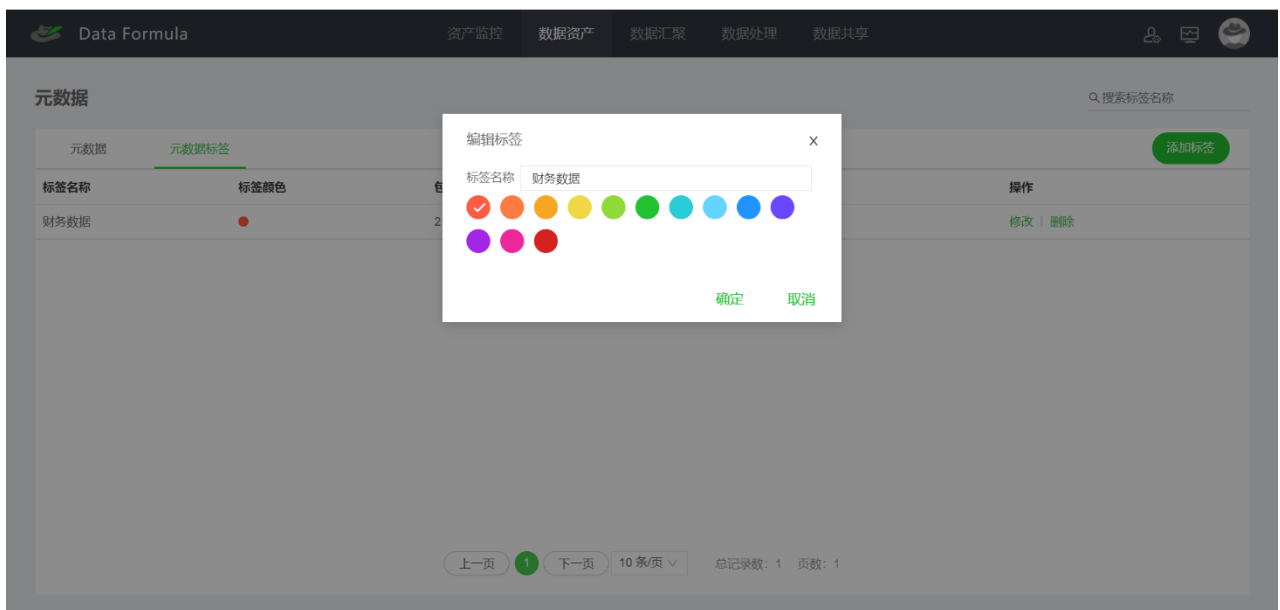 Data Formula 资产监控 数据资产 数据汇聚 数据处理 数据共享
元数据 搜索标签名称
元数据 元数据标签 添加标签
编辑标签 X
标签名称 财务数据
确定 取消
标签名称 标签颜色 操作
财务数据 2 修改 | 删除
上一页 1 下一页 10 条/页 总记录数: 1 页数: 1